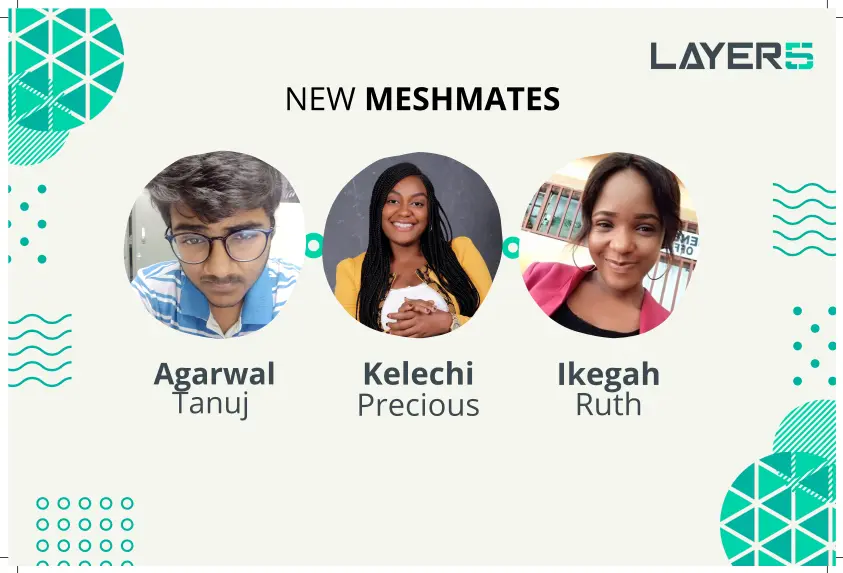 LAYER5
NEW MESHMATES
Agarwal
Tanuj
Kelechi
Precious
Ikegah
Ruth